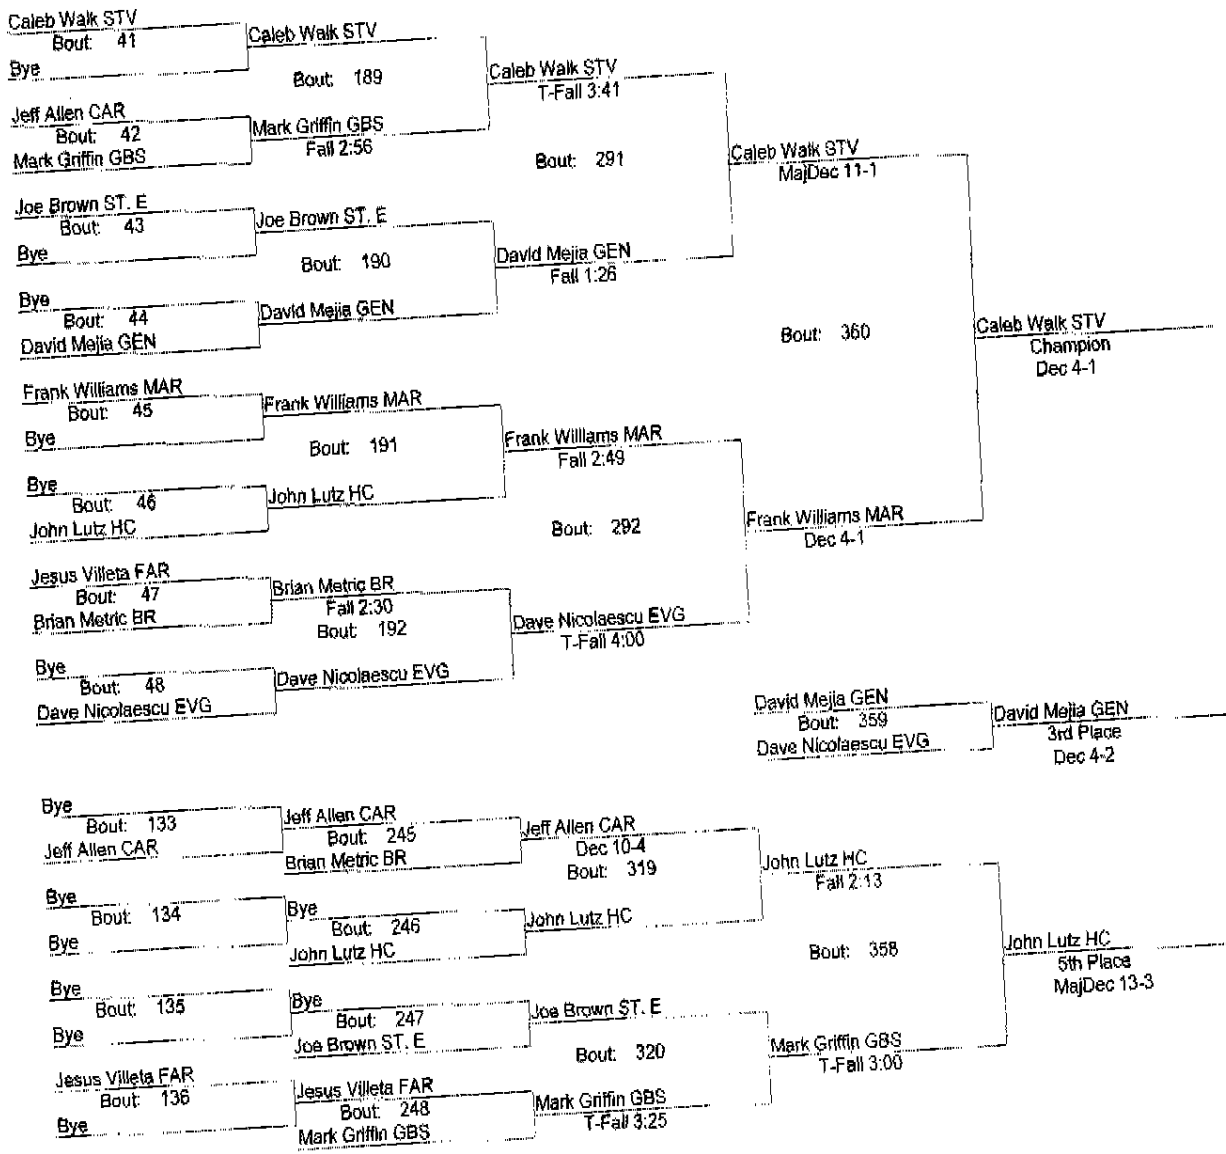 Caleb Walk STV
Bout: 41
Bye
Caleb Walk STV
Bout: 189
Jeff Allen CAR
Bout: 42
Mark Griffin GBS
Mark Griffin GBS
Fall 2:56
Caleb Walk STV
T-Fall 3:41
Bout: 291
Joe Brown ST. E
Bout: 43
Bye
Joe Brown ST. E
Bout: 190
Bye
Bout: 44
David Mejia GEN
David Mejia GEN
David Mejia GEN
Fall 1:26
Caleb Walk STV
MajDec 11-1
Bout: 360
Frank Williams MAR
Bout: 45
Bye
Frank Williams MAR
Bout: 191
Bye
Bout: 46
John Lutz HC
John Lutz HC
Frank Williams MAR
Fall 2:49
Bout: 292
Jesus Villeta FAR
Bout: 47
Brian Metric BR
Brian Metric BR
Fall 2:30
Bout: 192
Bye
Bout: 48
Dave Nicolaescu EVG
Dave Nicolaescu EVG
Dave Nicolaescu EVG
T-Fall 4:00
Frank Williams MAR
Dec 4-1
Caleb Walk STV
Champion
Dec 4-1
David Mejia GEN
Bout: 359
Dave Nicolaescu EVG
David Mejia GEN
3rd Place
Dec 4-2
Bye
Bout: 133
Jeff Allen CAR
Jeff Allen CAR
Bout: 245
Brian Metric BR
Jeff Allen CAR
Dec 10-4
Bout: 319
Bye
Bout: 134
Bye
Bye
Bout: 246
John Lutz HC
John Lutz HC
John Lutz HC
Fall 2:13
Bout: 358
Bye
Bout: 135
Bye
Bye
Bout: 247
Joe Brown ST. E
Joe Brown ST. E
Bout: 320
Jesus Villeta FAR
Bout: 136
Bye
Jesus Villeta FAR
Bout: 248
Mark Griffin GBS
Mark Griffin GBS
T-Fall 3:25
Mark Griffin GBS
T-Fall 3:00
John Lutz HC
5th Place
MajDec 13-3